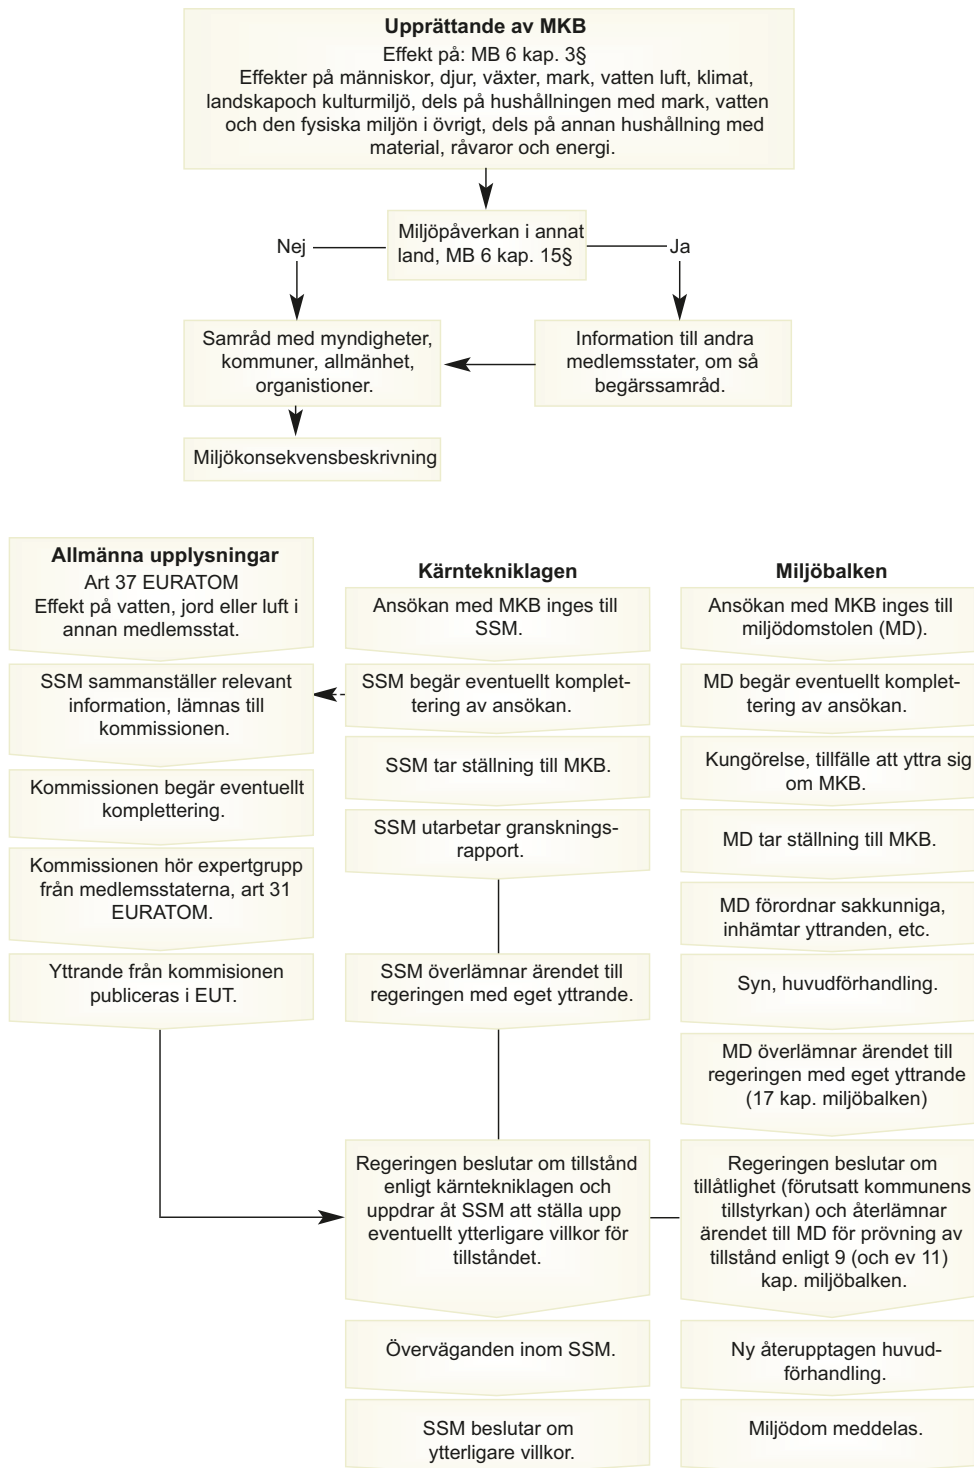 Upprättande av MKB
Effekt på: MB 6 kap. 3§
Effekter på människor, djur, växter, mark, vatten luft, klimat,
landskapoch kulturmiljö, dels på hushållningen med mark, vatten
och den fysiska miljön i övrigt, dels på annan hushållning med
material, råvaror och energi.
Miljöpåverkan i annat
land, MB 6 kap. 15§
Nej
Ja
Samråd med myndigheter,
kommuner, allmänhet,
organistioner.
Information till andra
medlemsstater, om så
begärssamråd.
Miljökonsekvensbeskrivning
Allmänna upplysningar
Art 37 EURATOM
Effekt på vatten, jord eller luft i
annan medlemsstat.
SSM sammanställer relevant
information, lämnas till
kommissionen.
Kommissionen begär eventuellt
komplettering.
Kommissionen hör expertgrupp
från medlemsstaterna, art 31
EURATOM.
Yttrande från kommisionen
publiceras i EUT.
Kärntekniklagen
Ansökan med MKB inges till
SSM.
SSM begär eventuellt komplet-
tering av ansökan.
SSM tar ställning till MKB.
SSM utarbetar gransknings-
rapport.
SSM överlämnar ärendet till
regeringen med eget yttrande.
Regeringen beslutar om tillstånd
enligt kärntekniklagen och
uppdrar åt SSM att ställa upp
eventuellt ytterligare villkor för
tillståndet.
Överväganden inom SSM.
SSM beslutar om
ytterligare villkor.
Miljöbalken
Ansökan med MKB inges till
miljödomstolen (MD).
MD begär eventuellt komplet-
tering av ansökan.
Kungörelse, tillfälle att yttra sig
om MKB.
MD tar ställning till MKB.
MD förordnar sakkunniga,
inhämtar yttranden, etc.
Syn, huvudförhandling.
MD överlämnar ärendet till
regeringen med eget yttrande
(17 kap. miljöbalken)
Regeringen beslutar om
tillåtlighet (förutsatt kommunens
tillstyrkan) och återlämnar
ärendet till MD för prövning av
tillstånd enligt 9 (och ev 11)
kap. miljöbalken.
Ny återupptagen huvud-
förhandling.
Miljödom meddelas.